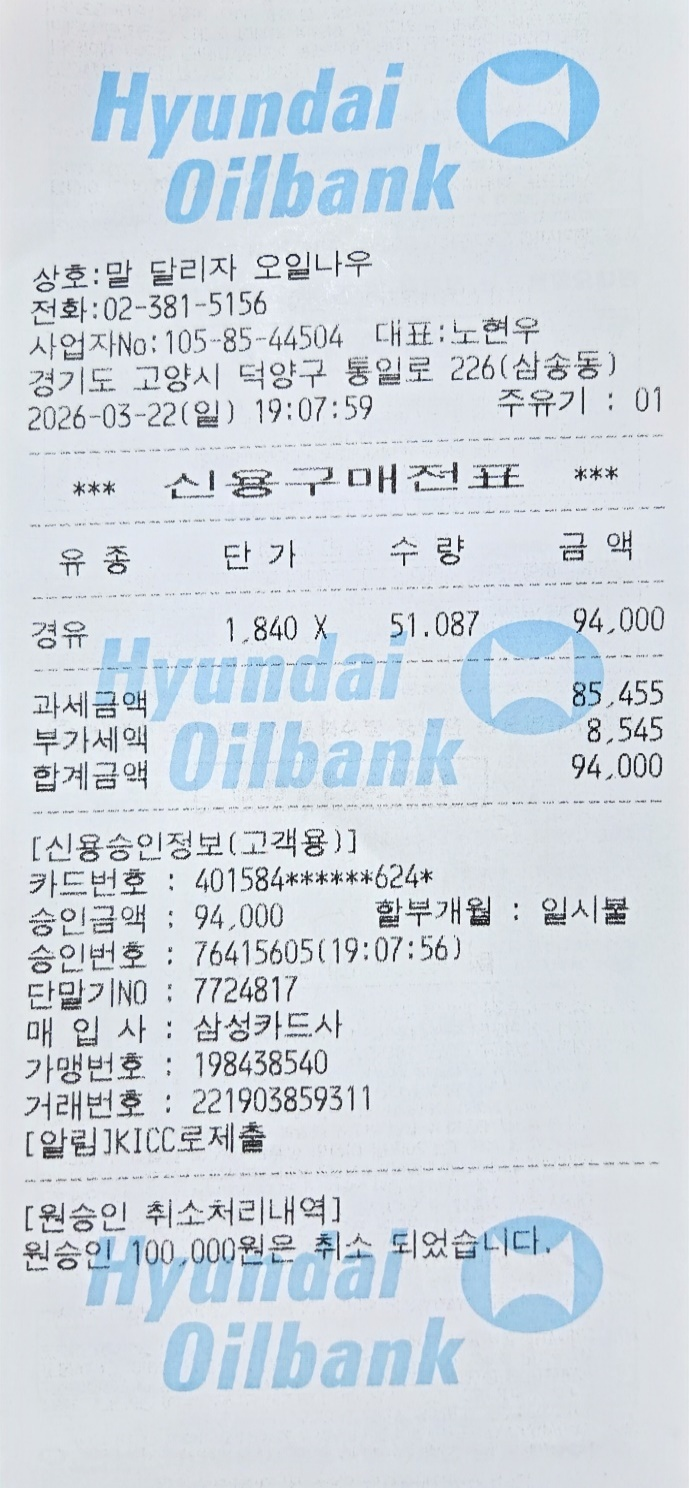 Hyundai
Oilbank
상호:말 달리자 오일나우
전화:02-381-5156
사업자No:105-85-44504 대표:노현우
경기도 고양시 덕양구 통일로 226(삼송동)
2026-03-22(일) 19:07:59 주유기 : 01
*** 신용구매전표 ***
유 종 단 가 수 량 금 액
경유 1,840 X 51.087 94,000
Hyundai
과세금액 85,455
부가세액 8,545
Oilbank
합계금액 94,000
[신용승인정보(고객용)]
카드번호 : 401584******624*
승인금액 : 94,000 할부개월 : 일시불
승인번호 : 76415605(19:07:56)
단말기NO : 7724817
매 입 사 : 삼성카드사
가맹번호 : 198438540
거래번호 : 221903859311
[알림]KICC로제출
[원승인 취소처리내역]
원승인 100,000원은 취소 되었습니다.
Hyundai
Oilbank